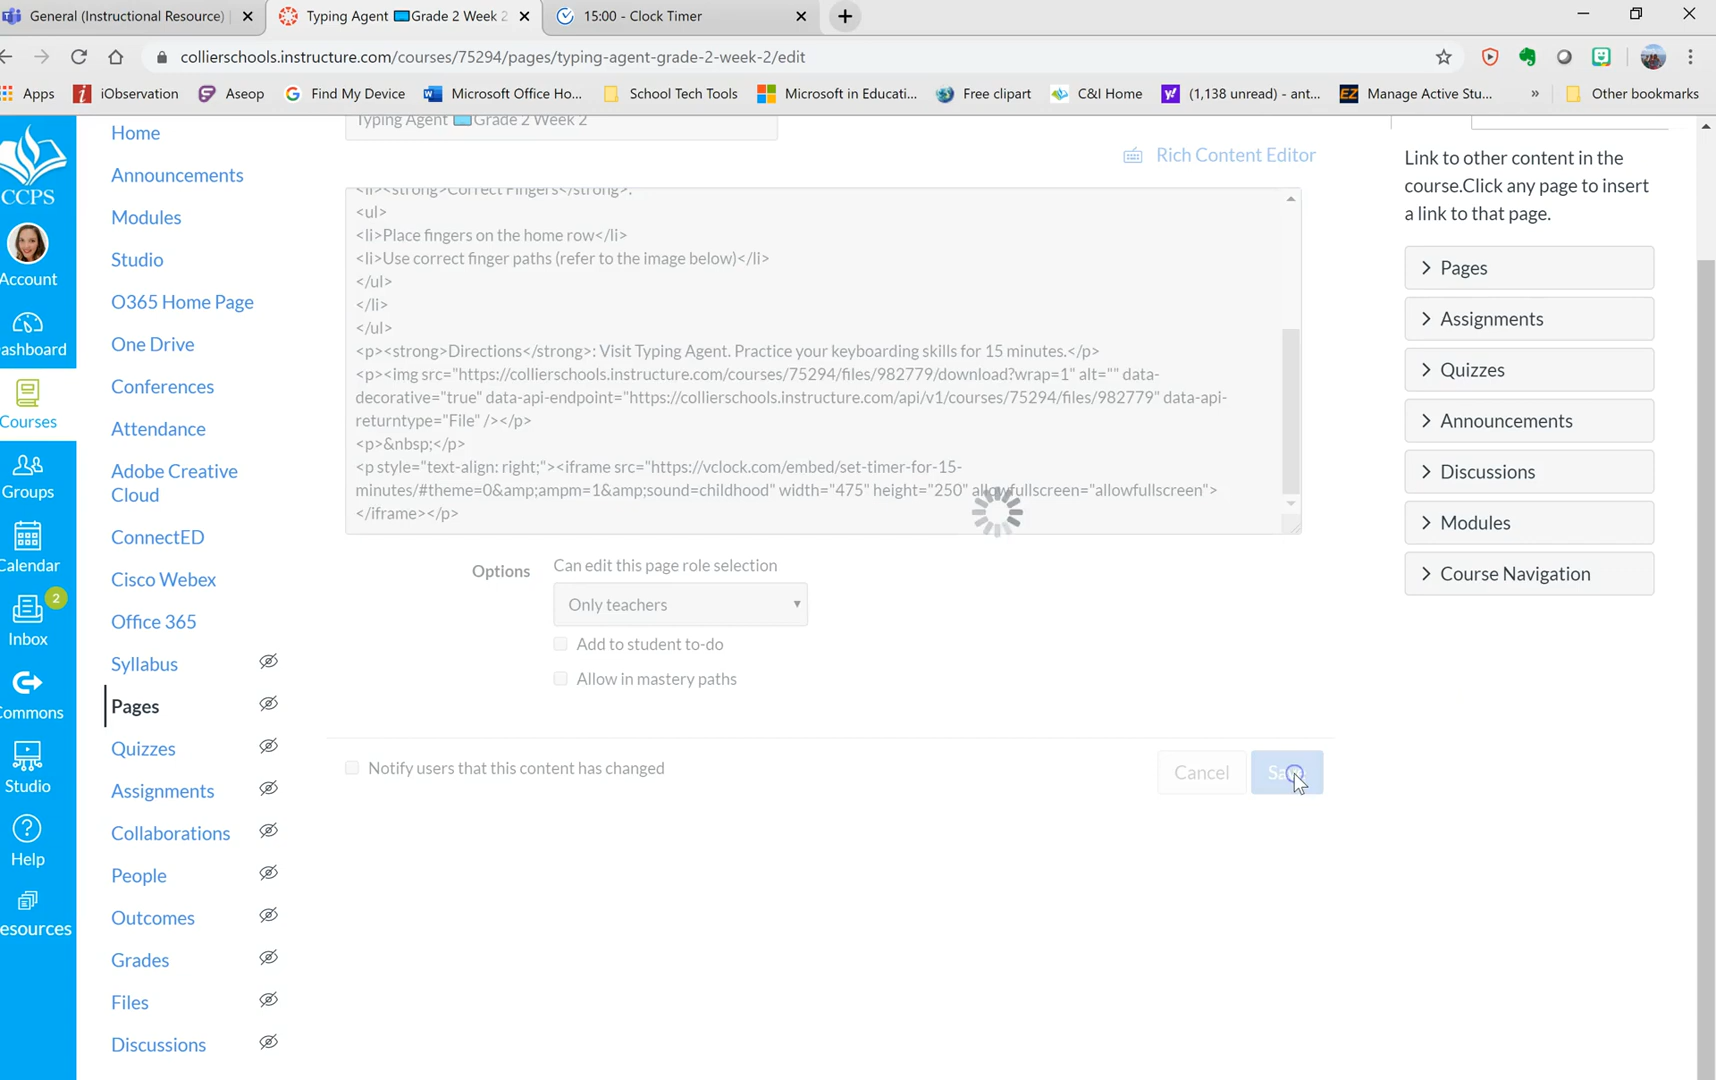 General (Instructional Resource)
Typing Agent Grade 2 Week 2
15:00 - Clock Timer
collierschools.instructure.com/courses/75294/pages/typing-agent-grade-2-week-2/edit
Apps
iObservation
Aseop
Find My Device
Microsoft Office Ho...
School Tech Tools
Microsoft in Educati...
Free clipart
C&I Home
(1,138 unread) - ant...
Manage Active Stu...
»
Other bookmarks
CCPS
Account
ashboard
Courses
Groups
Calendar
2
Inbox
ommons
Studio
Help
esources
Home
Announcements
Modules
Studio
O365 Home Page
One Drive
Conferences
Attendance
Adobe Creative
Cloud
ConnectED
Cisco Webex
Office 365
Syllabus
Pages
Quizzes
Assignments
Collaborations
People
Outcomes
Grades
Files
Discussions
Typing Agent Grade 2 Week 2
Rich Content Editor
<li><strong>Correct Fingers</strong>:
<ul>
<li>Place fingers on the home row</li>
<li>Use correct finger paths (refer to the image below)</li>
</ul>
</li>
</ul>
<p><strong>Directions</strong>: Visit Typing Agent. Practice your keyboarding skills for 15 minutes.</p>
<p><img src="https://collierschools.instructure.com/courses/75294/files/982779/download?wrap=1" alt="" data-
decorative="true" data-api-endpoint="https://collierschools.instructure.com/api/v1/courses/75294/files/982779" data-api-
returntype="File" /></p>
<p>&nbsp;</p>
<p style="text-align: right;"><iframe src="https://vclock.com/embed/set-timer-for-15-
minutes/#theme=0&amp;ampm=1&amp;sound=childhood" width="475" height="250" allowfullscreen="allowfullscreen">
</iframe></p>
Options
Can edit this page role selection
Only teachers
Add to student to-do
Allow in mastery paths
Notify users that this content has changed
Cancel
Save
Link to other content in the
course.Click any page to insert
a link to that page.
Pages
Assignments
Quizzes
Announcements
Discussions
Modules
Course Navigation